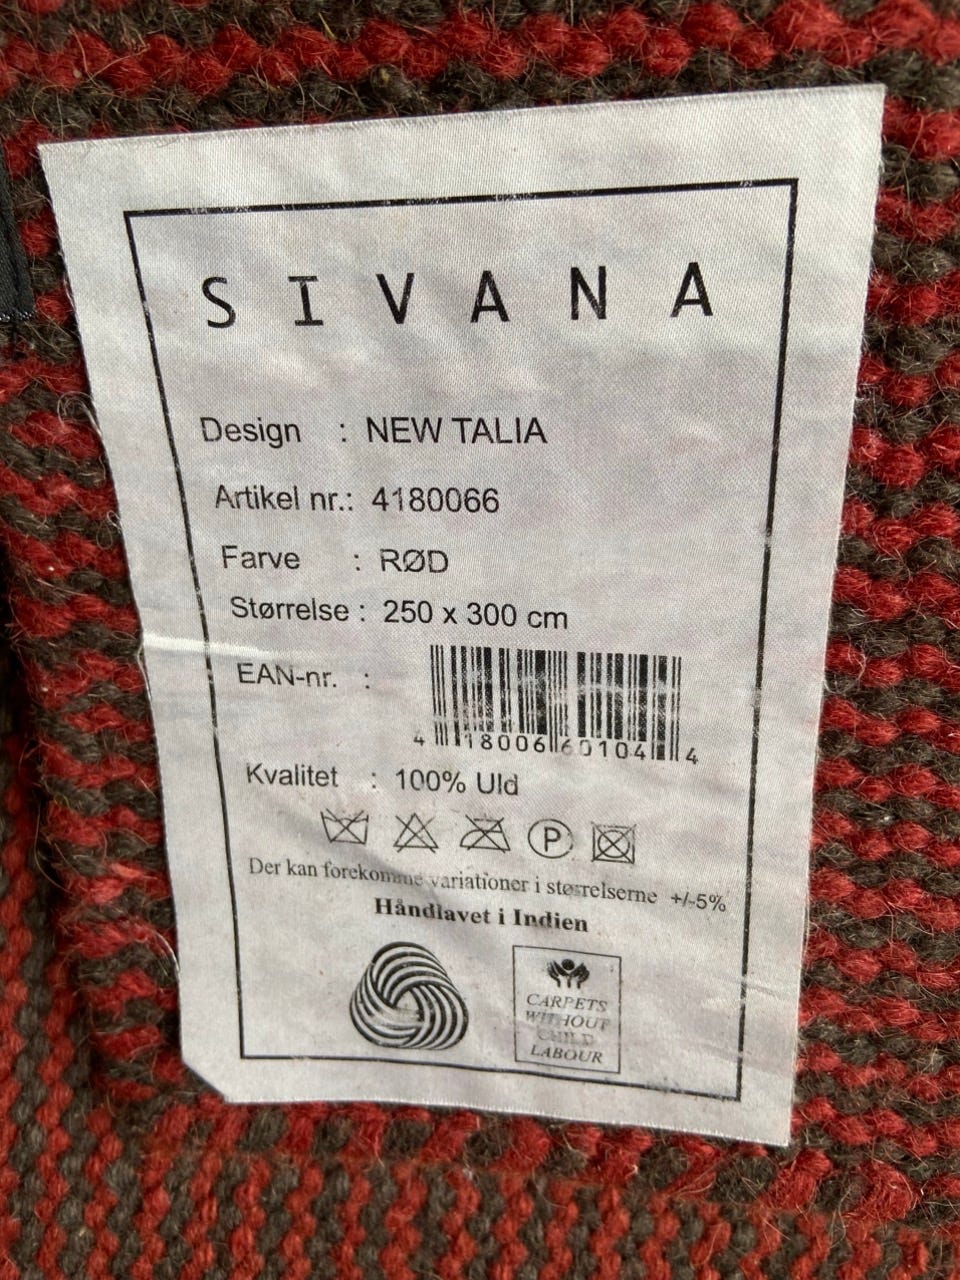 SIVANA
Design : NEW TALIA
Artikel nr.: 4180066
Farve : RØD
Størrelse : 250 x 300 cm
EAN-nr. :
4 180066 60104 4
Kvalitet : 100% Uld
P
Der kan forekomme variationer i størrelserne +/-5%
Håndlavet i Indien
CARPETS
WITHOUT
CHILD
LABOUR